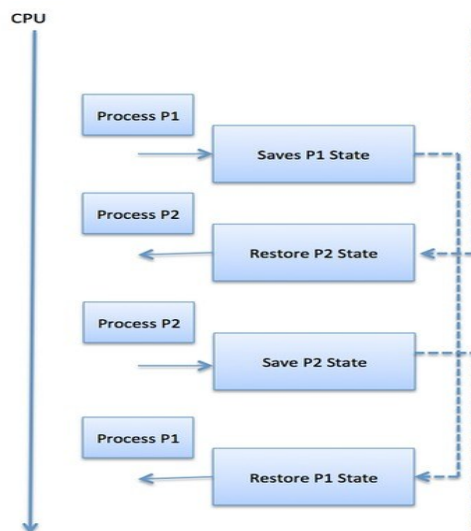 CPU
Process P1
Saves P1 State
Process P2
Restore P2 State
Process P2
Save P2 State
Process P1
Restore P1 State